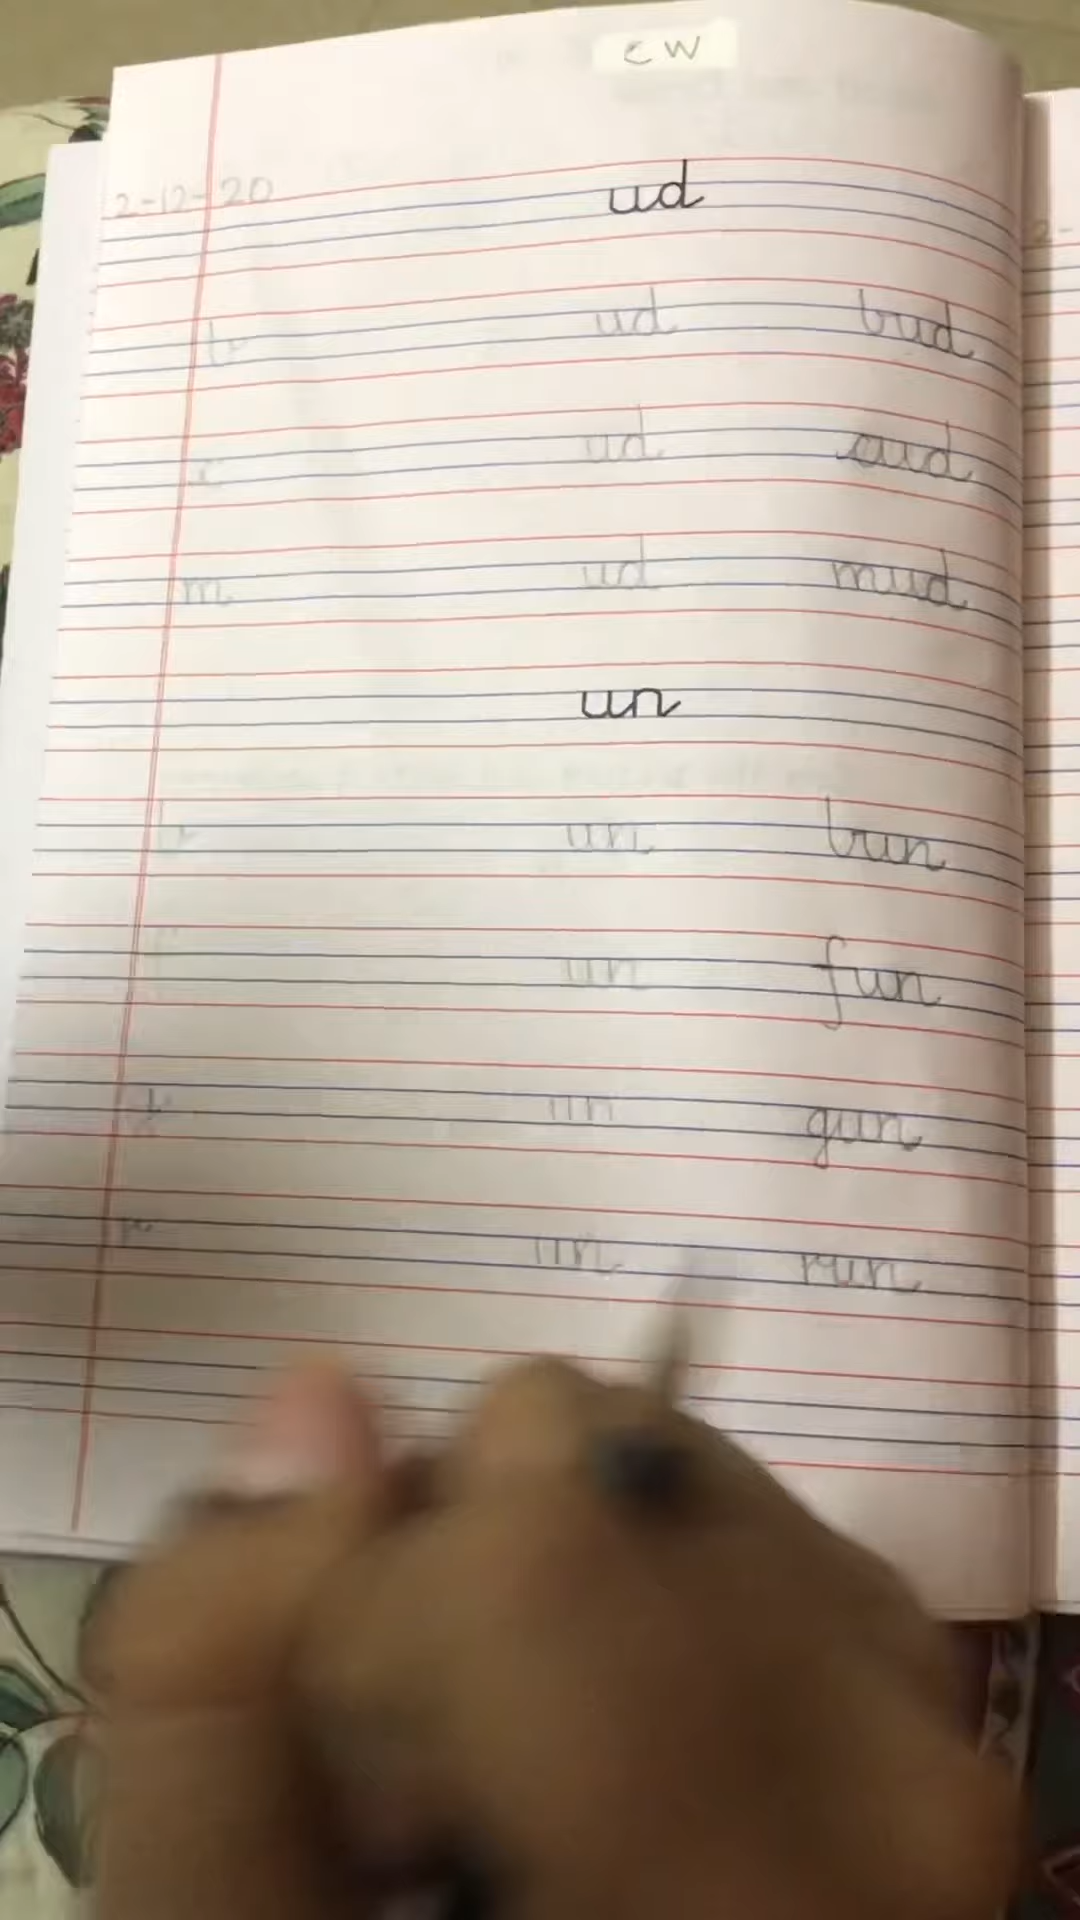 CW
2-12-20 ud
b ud bud
c ud cud
m ud mud
un
b un bun
un fun
un gun
r un run
2-